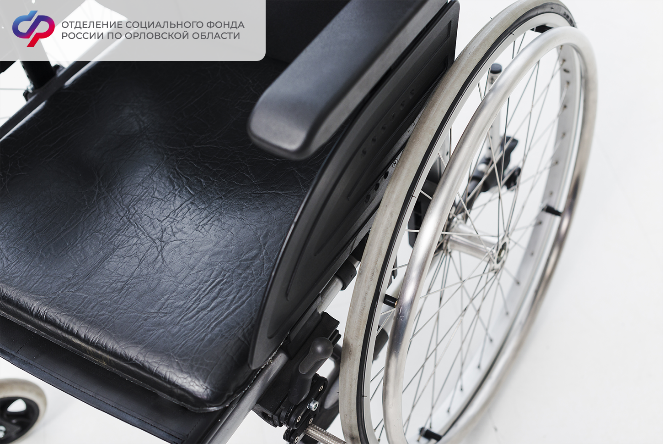 ОТДЕЛЕНИЕ СОЦИАЛЬНОГО ФОНДА
РОССИИ ПО ОРЛОВСКОЙ ОБЛАСТИ